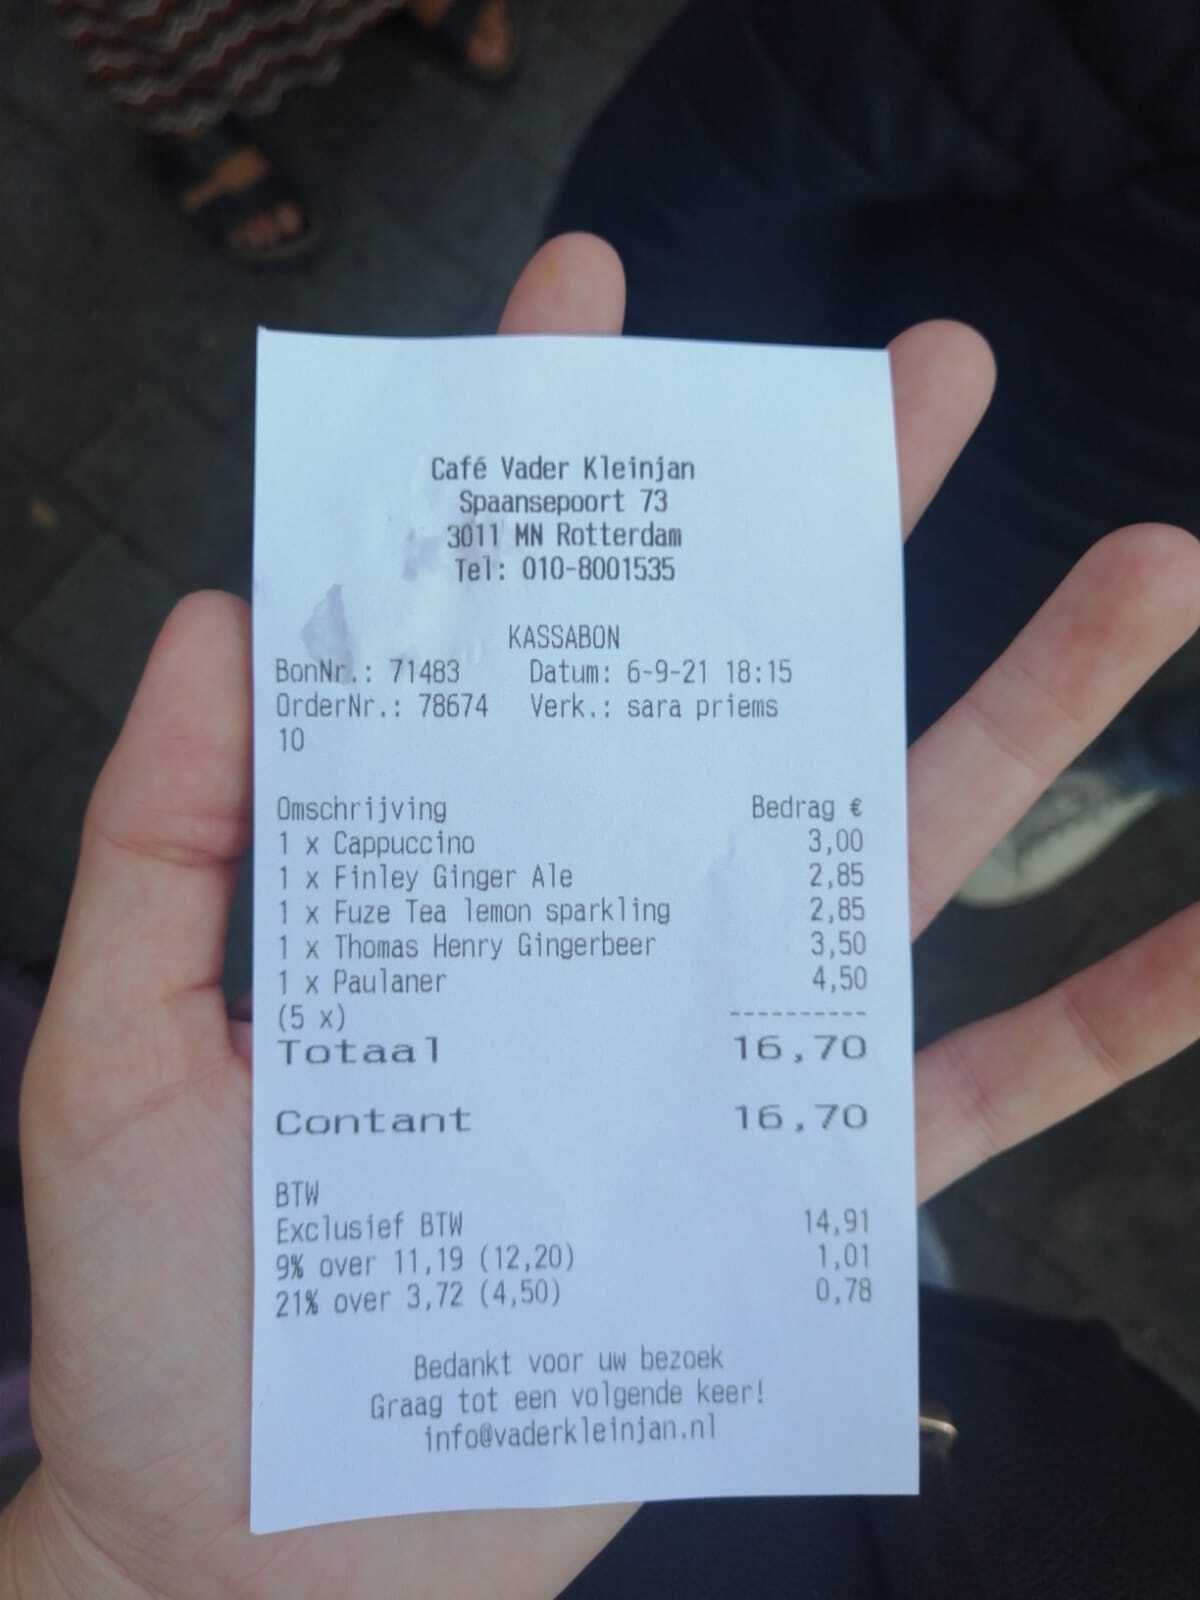 Café Vader Kleinjan
Spaansepoort 73
3011 MN Rotterdam
Tel: 010-8001535
KASSABON
BonNr.: 71483 Datum: 6-9-21 18:15
OrderNr.: 78674 Verk.: sara priems
10
Omschrijving Bedrag €
1 x Cappuccino 3,00
1 x Finley Ginger Ale 2,85
1 x Fuze Tea lemon sparkling 2,85
1 x Thomas Henry Gingerbeer 3,50
1 x Paulaner 4,50
(5 x) ----------
Totaal 16,70
Contant 16,70
BTW
Exclusief BTW 14,91
9% over 11,19 (12,20) 1,01
21% over 3,72 (4,50) 0,78
Bedankt voor uw bezoek
Graag tot een volgende keer!
info@vaderkleinjan.nl